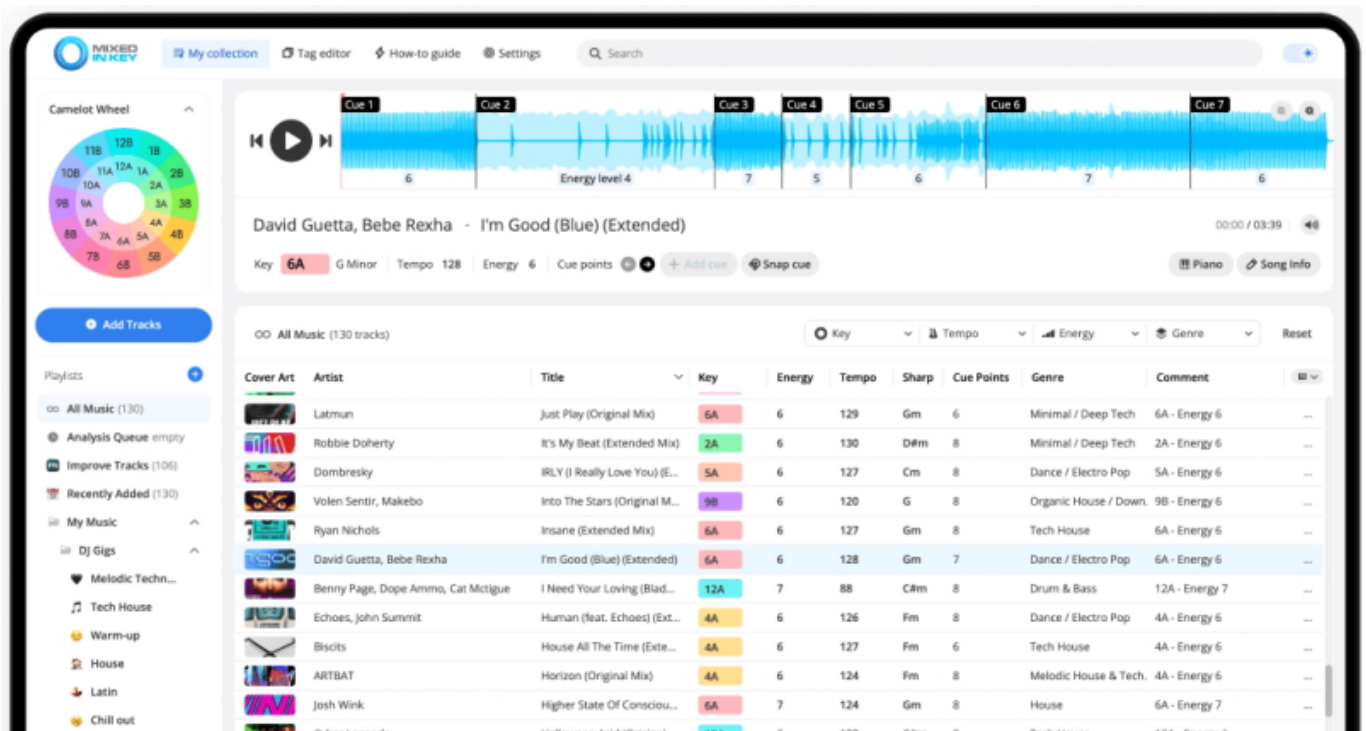 MIXED
IN KEY
My collection
Tag editor
How-to guide
Settings
Search
Camelot Wheel
12B
11B 1B
12A
11A 1A
10B 2B
10A 2A
9B 9A 3A 3B
8A 4A
8B 4B
7A 6A 5A
7B 5B
6B
Add Tracks
Playlists
All Music (130)
Analysis Queue empty
Improve Tracks (106)
Recently Added (130)
My Music
DJ Gigs
Melodic Techn...
Tech House
Warm-up
House
Latin
Chill out
Cue 1 Cue 2 Cue 3 Cue 4 Cue 5 Cue 6 Cue 7
6 Energy level 4 7 5 6 7 6
David Guetta, Bebe Rexha - I'm Good (Blue) (Extended)
00:00 / 03:39
Key 6A G Minor Tempo 128 Energy 6 Cue points + Add cue Snap cue Piano Song Info
All Music (130 tracks) Key Tempo Energy Genre Reset
Cover Art Artist Title Key Energy Tempo Sharp Cue Points Genre Comment
Latmun Just Play (Original Mix) 6A 6 129 Gm 6 Minimal / Deep Tech 6A - Energy 6 ...
Robbie Doherty It's My Beat (Extended Mix) 2A 6 130 D#m 8 Minimal / Deep Tech 2A - Energy 6 ...
Dombresky IRLY (I Really Love You) (E... 5A 6 127 Cm 8 Dance / Electro Pop 5A - Energy 6 ...
Volen Sentir, Makebo Into The Stars (Original M... 9B 6 120 G 8 Organic House / Down. 9B - Energy 6 ...
Ryan Nichols Insane (Extended Mix) 6A 6 127 Gm 8 Tech House 6A - Energy 6 ...
David Guetta, Bebe Rexha I'm Good (Blue) (Extended) 6A 6 128 Gm 7 Dance / Electro Pop 6A - Energy 6 ...
Benny Page, Dope Ammo, Cat Mctigue I Need Your Loving (Blad... 12A 7 88 C#m 8 Drum & Bass 12A - Energy 7 ...
Echoes, John Summit Human (feat. Echoes) (Ext... 4A 6 126 Fm 8 Dance / Electro Pop 4A - Energy 6 ...
Biscits House All The Time (Exte... 4A 6 127 Fm 6 Tech House 4A - Energy 6 ...
ARTBAT Horizon (Original Mix) 4A 6 124 Fm 8 Melodic House & Tech. 4A - Energy 6 ...
Josh Wink Higher State Of Consciou... 6A 7 124 Gm 8 House 6A - Energy 7 ...